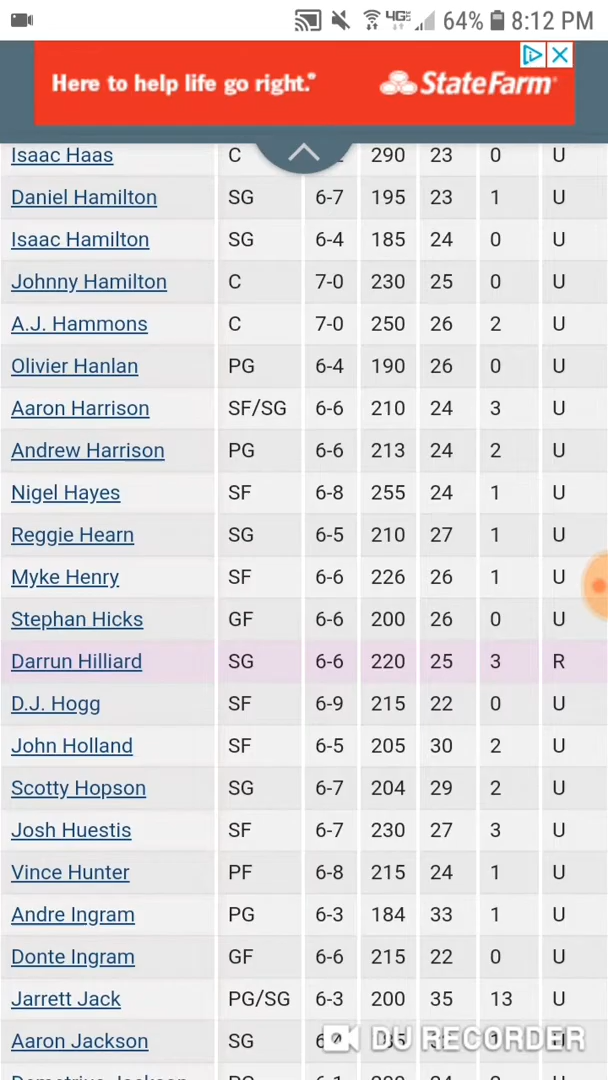 4GE 64% 8:12 PM
Here to help life go right.® StateFarm®
Isaac Haas C 290 23 0 U
Daniel Hamilton SG 6-7 195 23 1 U
Isaac Hamilton SG 6-4 185 24 0 U
Johnny Hamilton C 7-0 230 25 0 U
A.J. Hammons C 7-0 250 26 2 U
Olivier Hanlan PG 6-4 190 26 0 U
Aaron Harrison SF/SG 6-6 210 24 3 U
Andrew Harrison PG 6-6 213 24 2 U
Nigel Hayes SF 6-8 255 24 1 U
Reggie Hearn SG 6-5 210 27 1 U
Myke Henry SF 6-6 226 26 1 U
Stephan Hicks GF 6-6 200 26 0 U
Darrun Hilliard SG 6-6 220 25 3 R
D.J. Hogg SF 6-9 215 22 0 U
John Holland SF 6-5 205 30 2 U
Scotty Hopson SG 6-7 204 29 2 U
Josh Huestis SF 6-7 230 27 3 U
Vince Hunter PF 6-8 215 24 1 U
Andre Ingram PG 6-3 184 33 1 U
Donte Ingram GF 6-6 215 22 0 U
Jarrett Jack PG/SG 6-3 200 35 13 U
Aaron Jackson SG
DU RECORDER